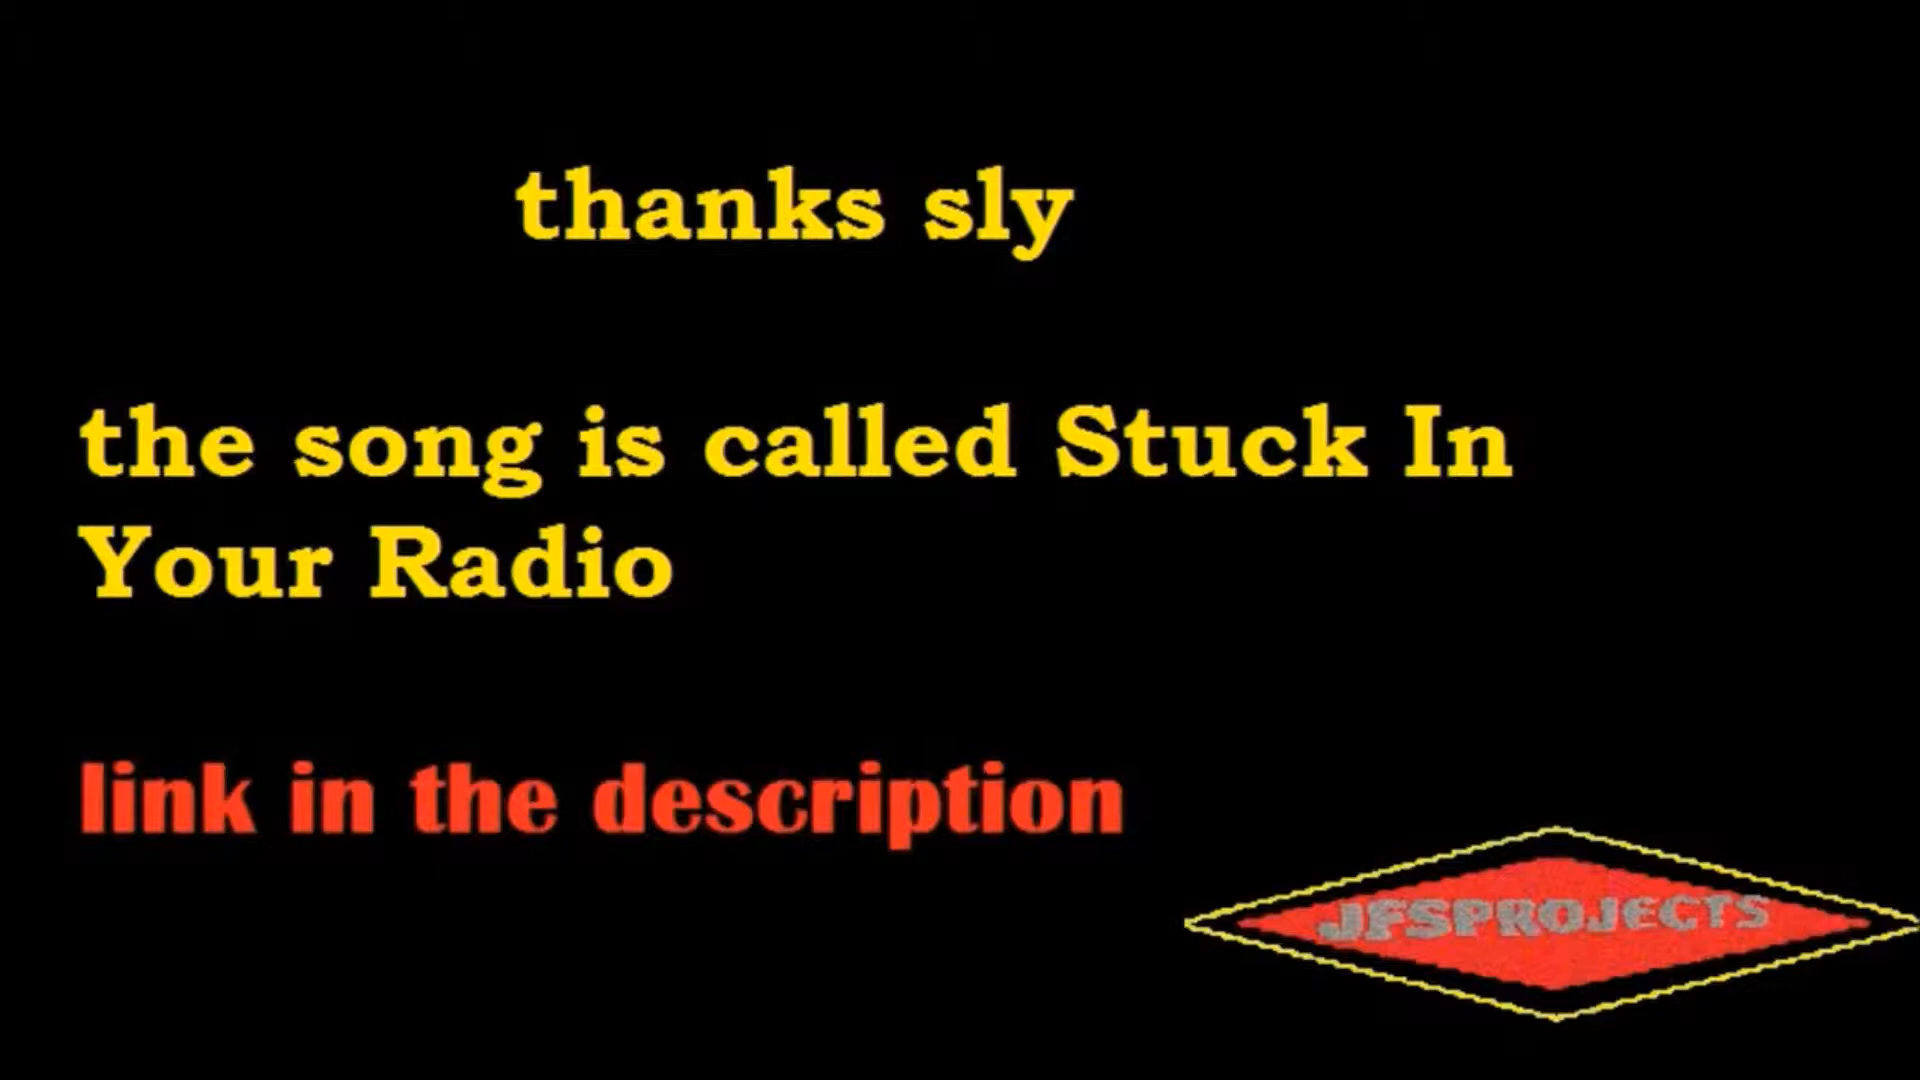 thanks sly
the song is called Stuck In
Your Radio
link in the description
JFSPROJECTS